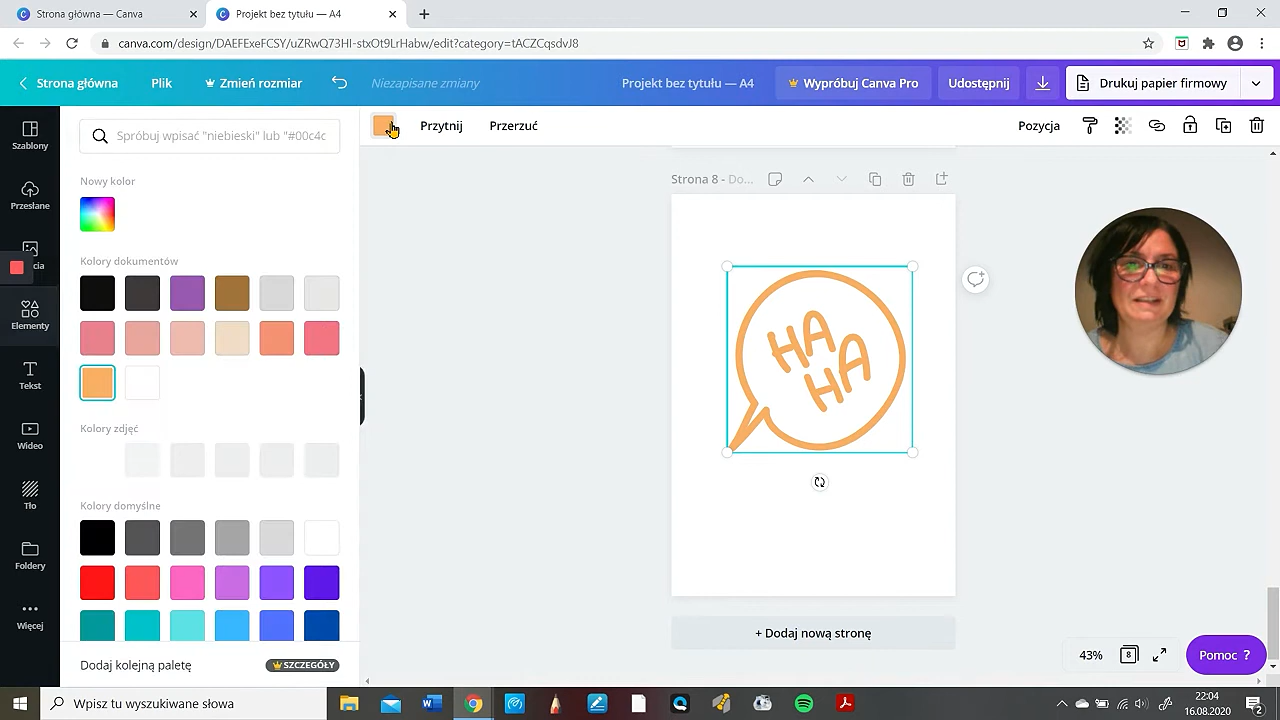 Strona główna — Canva
Projekt bez tytułu — A4
canva.com/design/DAEFExeFCSY/uZRwQ73HI-stxOt9LrHabw/edit?category=tACZCqsdvJ8
Strona główna
Plik
Zmień rozmiar
Niezapisane zmiany
Projekt bez tytułu — A4
Wypróbuj Canva Pro
Udostępnij
Drukuj papier firmowy
Szablony
Przesłane
cia
Elementy
Tekst
Wideo
Tło
Foldery
Więcej
Spróbuj wpisać "niebieski" lub "#00c4c
Nowy kolor
Kolory dokumentów
Kolory zdjęć
Kolory domyślne
Dodaj kolejną paletę
SZCZEGÓŁY
Przytnij
Przerzuć
Pozycja
Strona 8 - Do...
HA
HA
+ Dodaj nową stronę
43%
8
Pomoc ?
Wpisz tu wyszukiwane słowa
22:04
16.08.2020
2